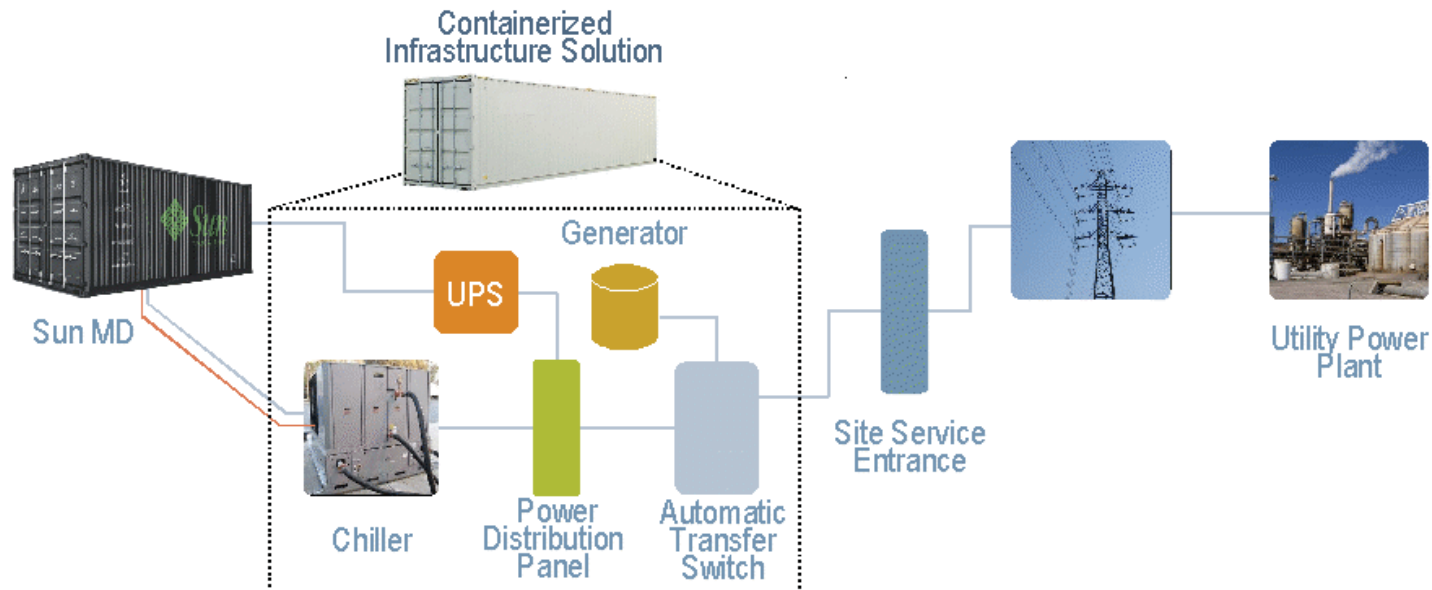 Containerized
Infrastructure Solution
Sun
Sun MD
Generator
UPS
Chiller
Power
Distribution
Panel
Automatic
Transfer
Switch
Site Service
Entrance
Utility Power
Plant